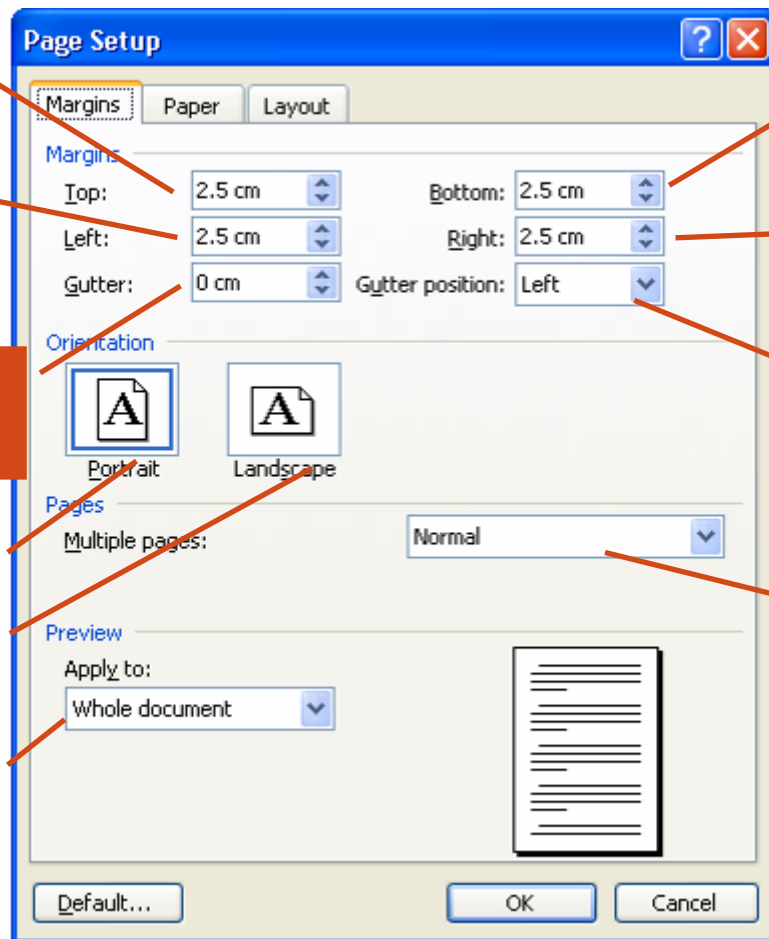 Page Setup
Margins Paper Layout
Margins
Top: 2.5 cm Bottom: 2.5 cm
Left: 2.5 cm Right: 2.5 cm
Gutter: 0 cm Gutter position: Left
Orientation
A A
Portrait Landscape
Pages
Multiple pages: Normal
Preview
Apply to:
Whole document
Default... OK Cancel